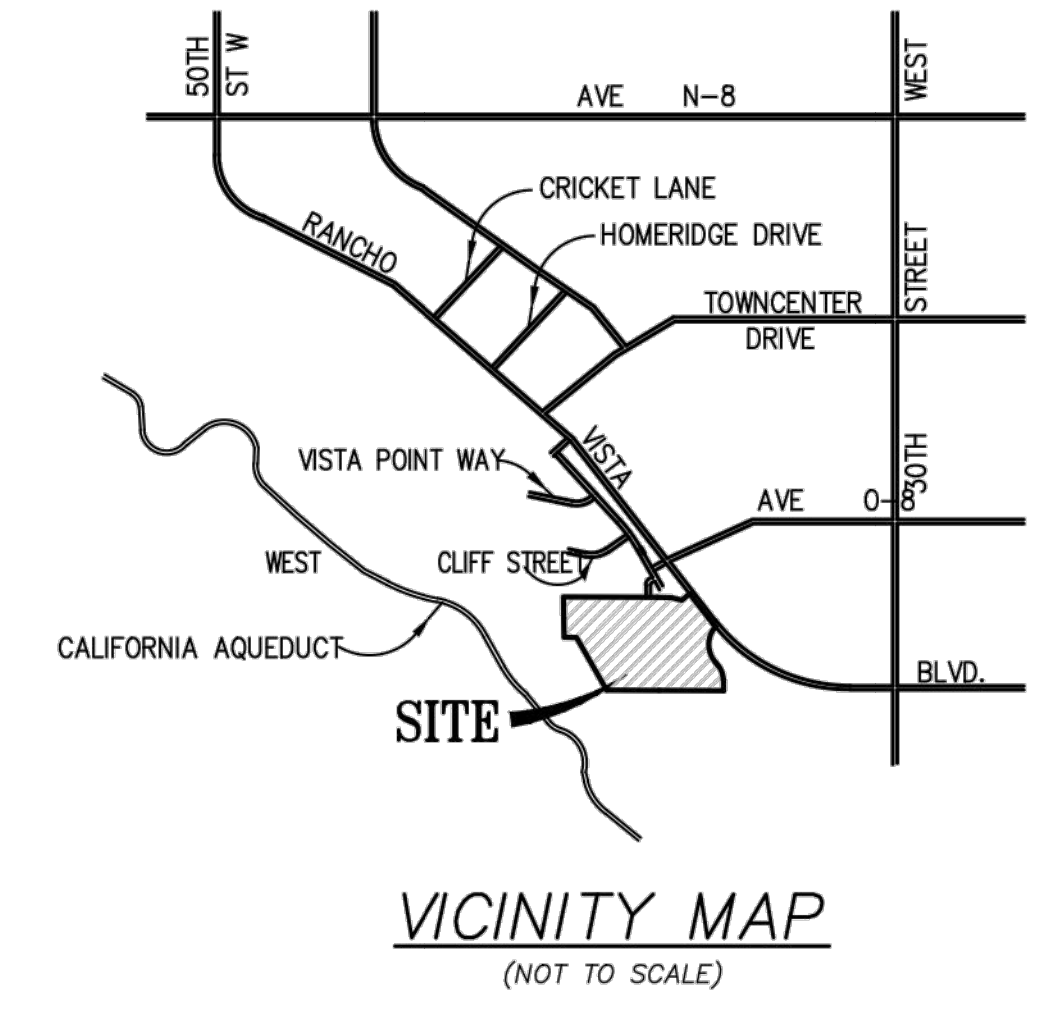 50TH
ST W
AVE N-8
WEST
CRICKET LANE
RANCHO
HOMERIDGE DRIVE
STREET
TOWNCENTER
DRIVE
VISTA
VISTA POINT WAY
30TH
AVE O-8
WEST
CLIFF STREET
CALIFORNIA AQUEDUCT
BLVD.
SITE
VICINITY MAP
(NOT TO SCALE)